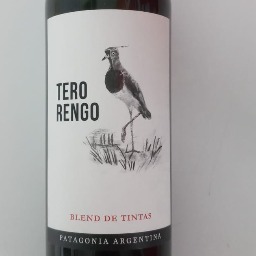 TERO
RENGO
BLEND DE TINTAS
PATAGONIA ARGENTINA